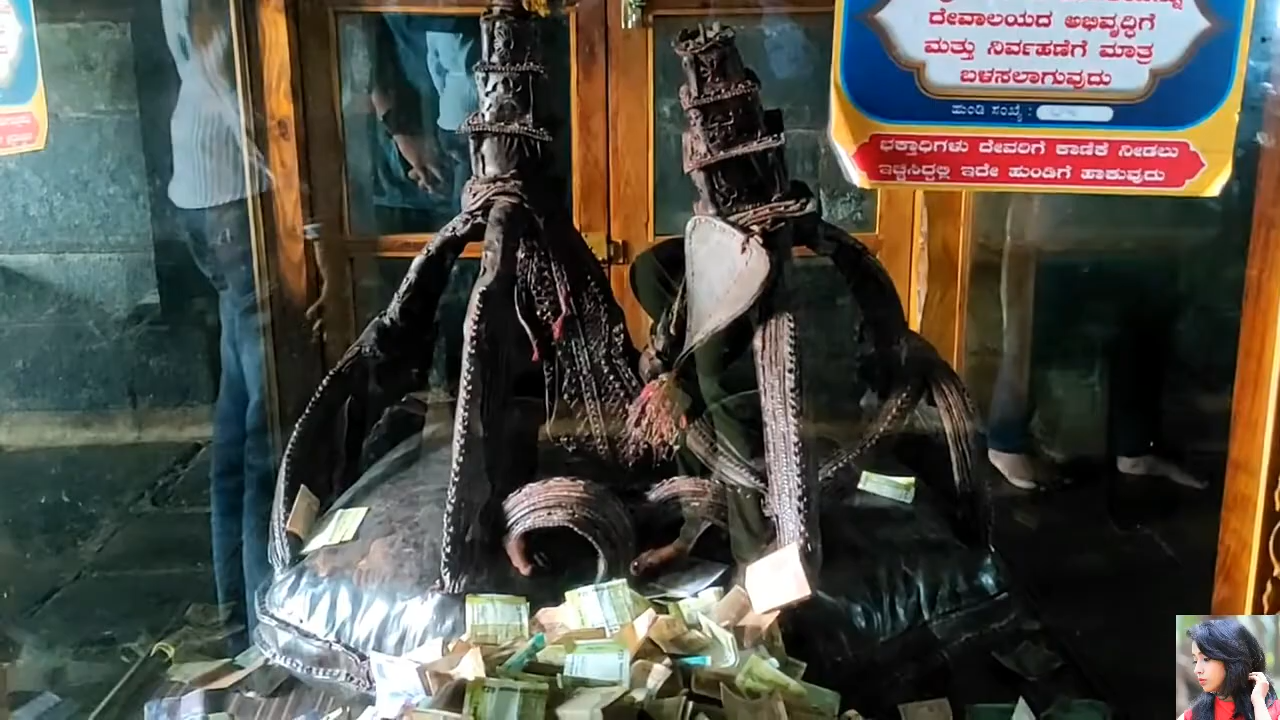 ದೇವಾಲಯದ ಅಭಿವೃದ್ಧಿಗೆ
ಮತ್ತು ನಿರ್ವಹಣೆಗೆ ಮಾತ್ರ
ಬಳಸಲಾಗುವುದು
ಹುಂಡಿ ಸಂಖ್ಯೆ :
ಭಕ್ತಾಧಿಗಳು ದೇವರಿಗೆ ಕಾಣಿಕೆ ನೀಡಲು
ಇಚ್ಚಿಸಿದ್ದಲ್ಲಿ ಇದೇ ಹುಂಡಿಗೆ ಹಾಕುವುದು